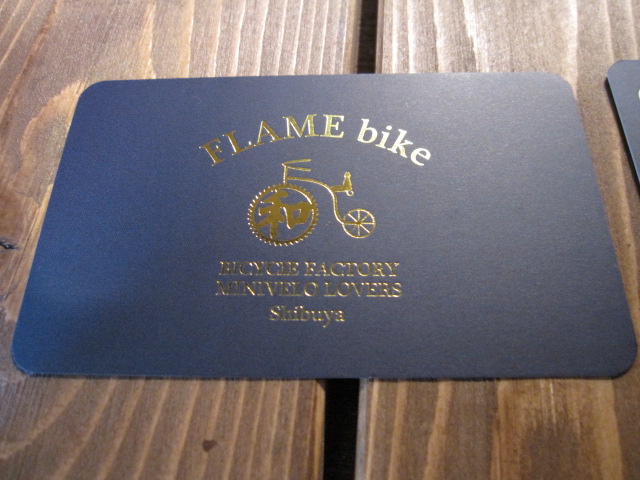 FLAME bike
和
BICYCLE FACTORY
MINIVELO LOVERS
Shibuya